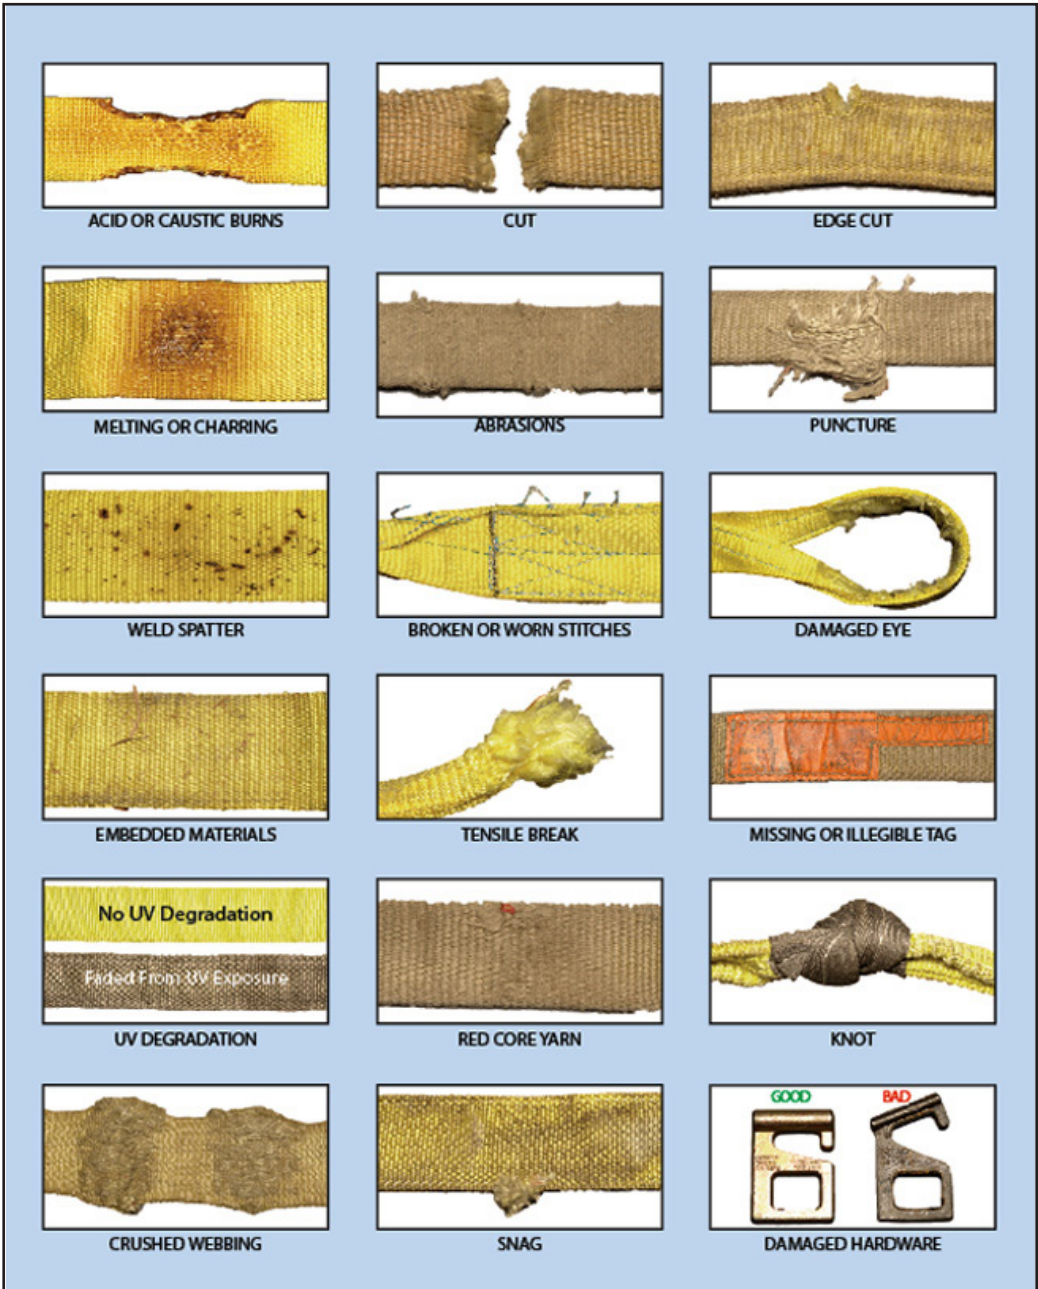 ACID OR CAUSTIC BURNS
CUT
EDGE CUT
MELTING OR CHARRING
ABRASIONS
PUNCTURE
WELD SPATTER
BROKEN OR WORN STITCHES
DAMAGED EYE
EMBEDDED MATERIALS
TENSILE BREAK
MISSING OR ILLEGIBLE TAG
No UV Degradation
Faded From UV Exposure
UV DEGRADATION
RED CORE YARN
KNOT
GOOD
BAD
CRUSHED WEBBING
SNAG
DAMAGED HARDWARE